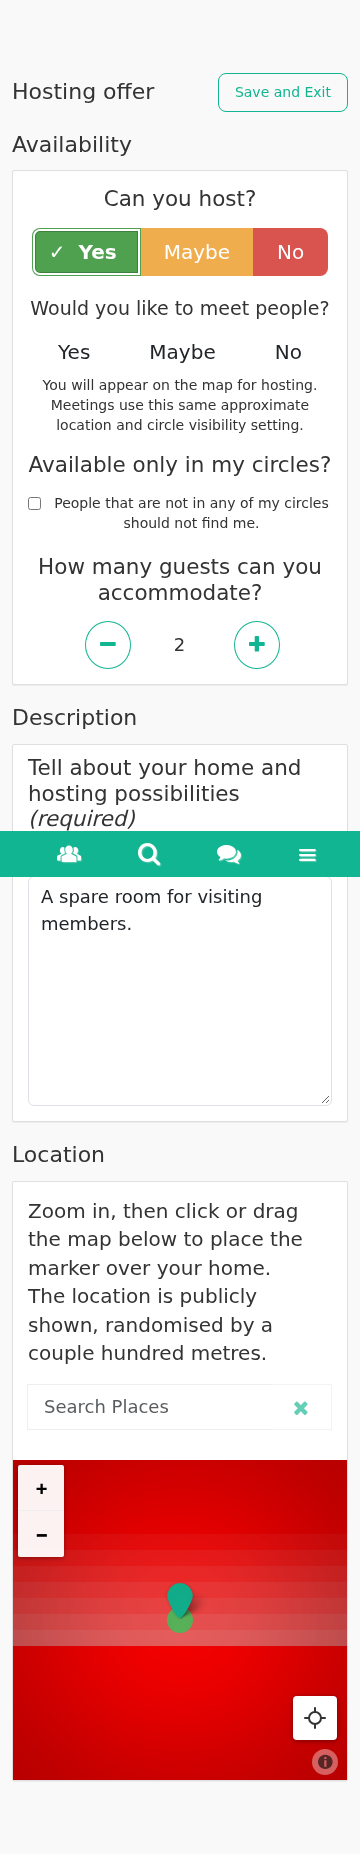 Hosting offer
Save and Exit
Availability
Can you host?
✓ Yes
Maybe
No
Would you like to meet people?
Yes
Maybe
No
You will appear on the map for hosting.
Meetings use this same approximate
location and circle visibility setting.
Available only in my circles?
People that are not in any of my circles
should not find me.
How many guests can you
accommodate?
2
Description
Tell about your home and
hosting possibilities
(required)
A spare room for visiting
members.
Location
Zoom in, then click or drag
the map below to place the
marker over your home.
The location is publicly
shown, randomised by a
couple hundred metres.
Search Places
+
−